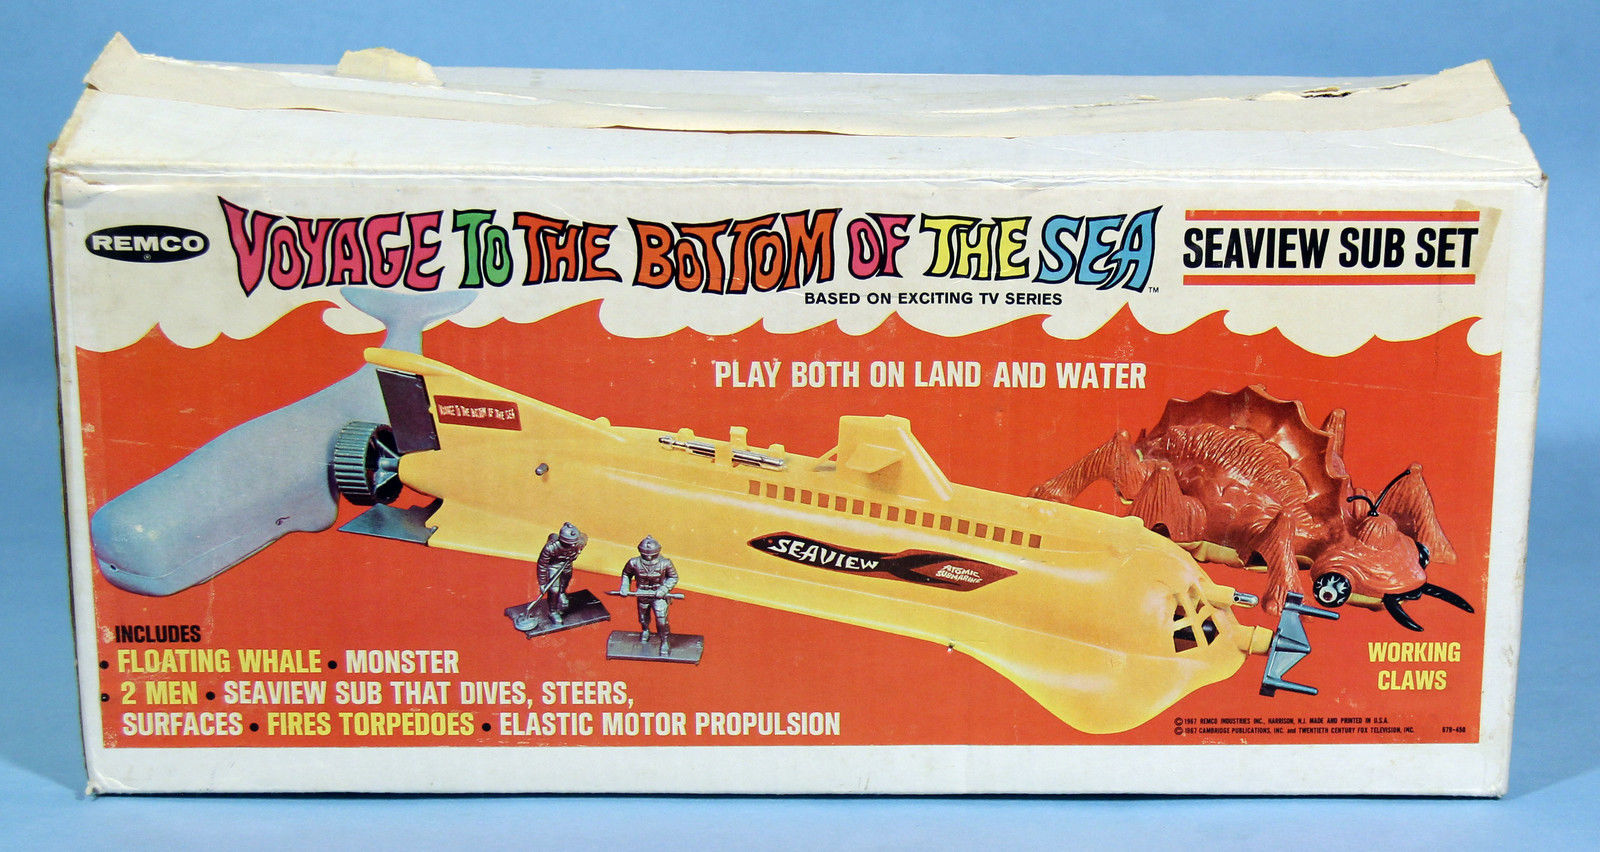 REMCO
®
VOYAGE TO THE BOTTOM OF THE SEA
TM
BASED ON EXCITING TV SERIES
SEAVIEW SUB SET
PLAY BOTH ON LAND AND WATER
VOYAGE TO THE BOTTOM OF THE SEA
SEAVIEW
ATOMIC
SUBMARINE
WORKING
CLAWS
INCLUDES
• FLOATING WHALE • MONSTER
• 2 MEN • SEAVIEW SUB THAT DIVES, STEERS,
SURFACES • FIRES TORPEDOES • ELASTIC MOTOR PROPULSION
© 1967 REMCO INDUSTRIES INC., HARRISON, N.J. MADE AND PRINTED IN U.S.A.
© 1967 CAMBRIDGE PUBLICATIONS, INC. and TWENTIETH CENTURY FOX TELEVISION, INC.